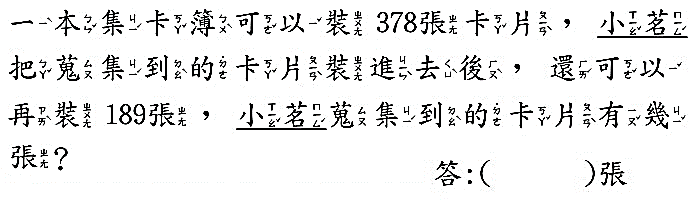 一本集卡簿可以裝 378張卡片，小茗
把蒐集到的卡片裝進去後，還可以
再裝 189張，小茗蒐集到的卡片有幾
張？
答:(　　　)張